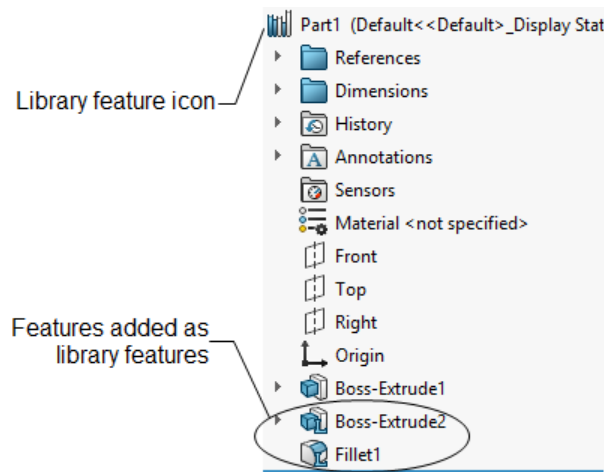 Part1 (Default<<Default>_Display Stat
References
Library feature icon
Dimensions
History
Annotations
Sensors
Material <not specified>
Front
Top
Right
Features added as
library features
Origin
Boss-Extrude1
Boss-Extrude2
Fillet1